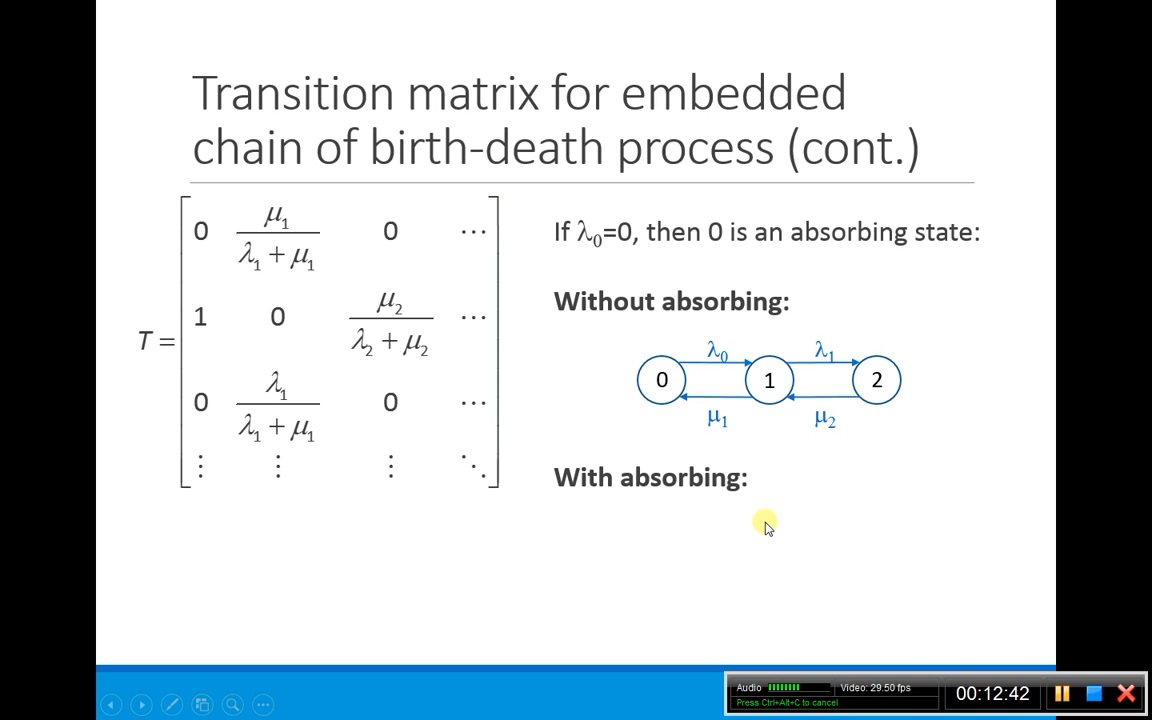 Transition matrix for embedded
chain of birth-death process (cont.)
T = [ 0 μ₁/(λ₁ + μ₁) 0 ⋯
1 0 μ₂/(λ₂ + μ₂) ⋯
0 λ₁/(λ₁ + μ₁) 0 ⋯
⋮ ⋮ ⋮ ⋱ ]
If λ₀=0, then 0 is an absorbing state:
Without absorbing:
λ₀ λ₁
0 1 2
μ₁ μ₂
With absorbing:
Audio Video: 29.50 fps
Press Ctrl+Alt+C to cancel
00:12:42